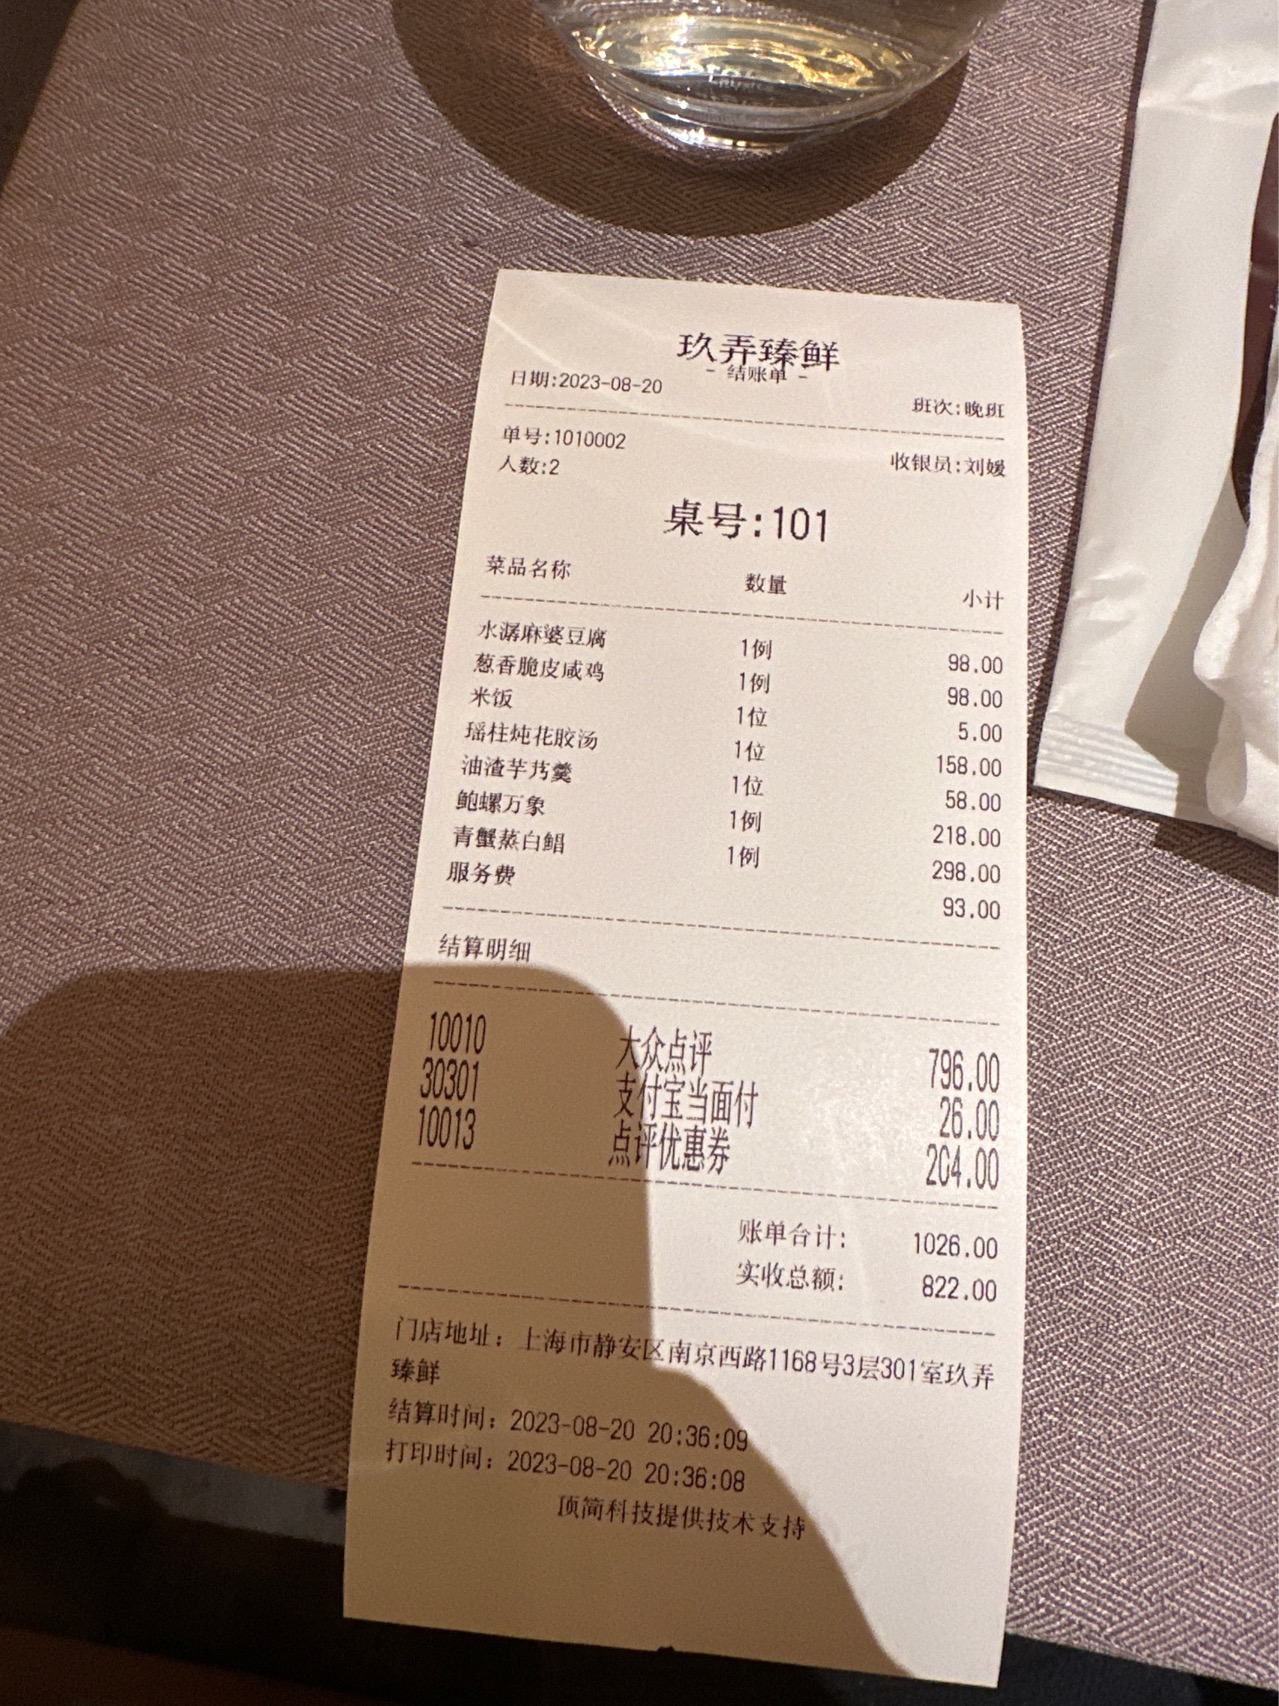 玖弄臻鲜
- 结账单 -
日期:2023-08-20
班次:晚班
单号:1010002
收银员:刘媛
人数:2
桌号:101
菜品名称 数量 小计
水潺麻婆豆腐 1例 98.00
葱香脆皮咸鸡 1例 98.00
米饭 1位 5.00
瑶柱炖花胶汤 1位 158.00
油渣芋艿羹 1位 58.00
鲍螺万象 1例 218.00
青蟹蒸白鲳 1例 298.00
服务费 93.00
结算明细
10010 大众点评 796.00
30301 支付宝当面付 26.00
10013 点评优惠券 204.00
账单合计: 1026.00
实收总额: 822.00
门店地址：上海市静安区南京西路1168号3层301室玖弄
臻鲜
结算时间：2023-08-20 20:36:09
打印时间：2023-08-20 20:36:08
顶简科技提供技术支持